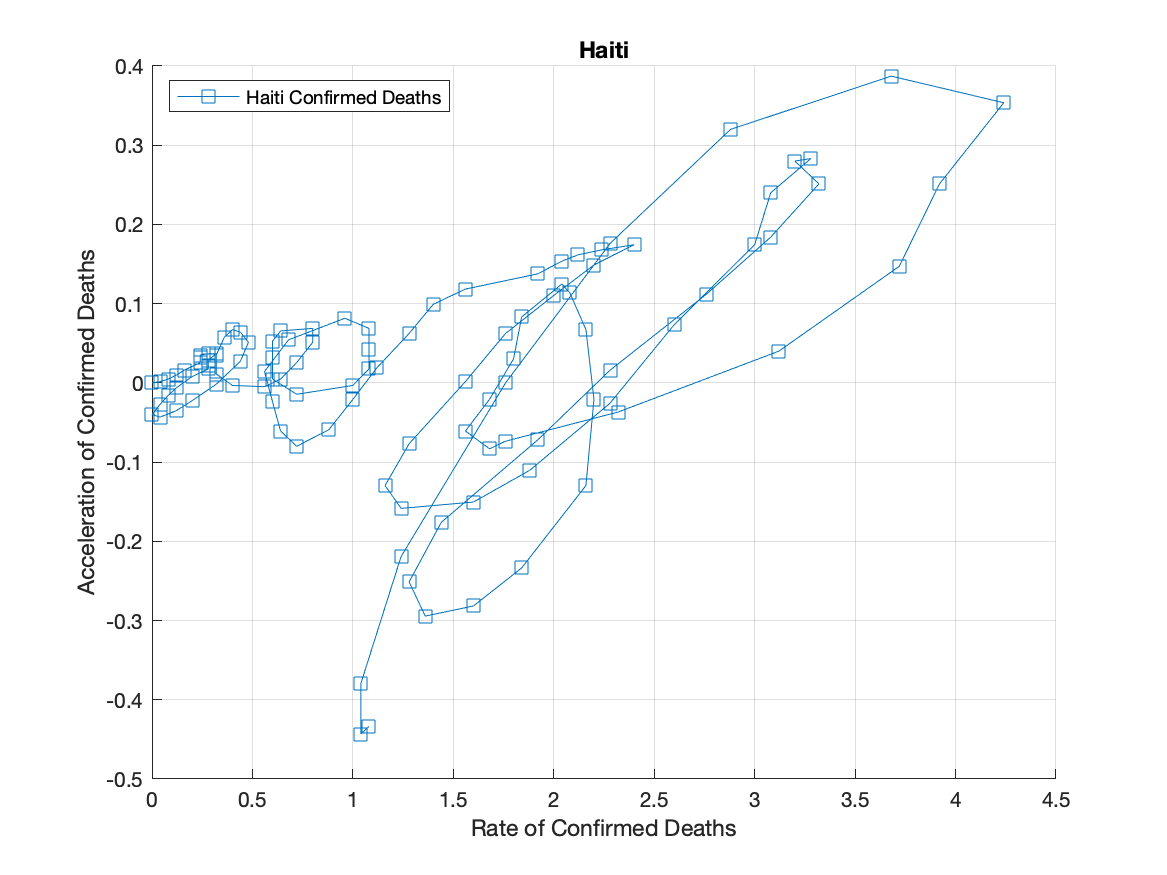 Haiti
Haiti Confirmed Deaths
0.4
0.3
0.2
0.1
0
-0.1
-0.2
-0.3
-0.4
-0.5
Acceleration of Confirmed Deaths
0 0.5 1 1.5 2 2.5 3 3.5 4 4.5
Rate of Confirmed Deaths